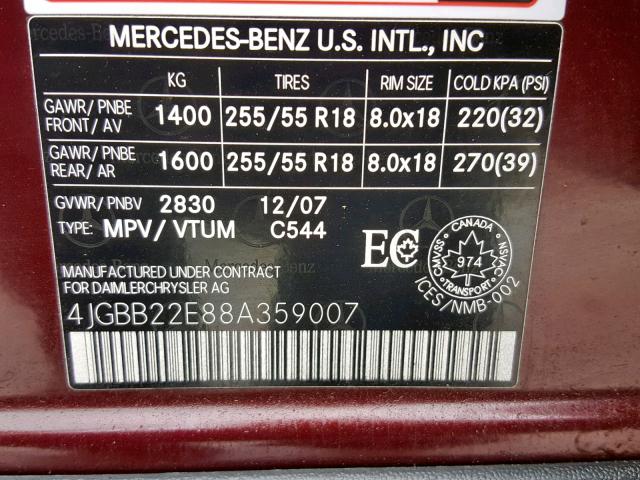 MERCEDES-BENZ U.S. INTL., INC
KG TIRES RIM SIZE COLD KPA (PSI)
GAWR/ PNBE FRONT/ AV 1400 255/55 R18 8.0x18 220(32)
GAWR/ PNBE REAR/ AR 1600 255/55 R18 8.0x18 270(39)
GVWR/ PNBV 2830 12/07
TYPE: MPV/ VTUM C544
MANUFACTURED UNDER CONTRACT
FOR DAIMLERCHRYSLER AG
EC
CANADA
CMVSS
NSVAC
974
TRANSPORT
ICES/NMB-002
4JGBB22E88A359007